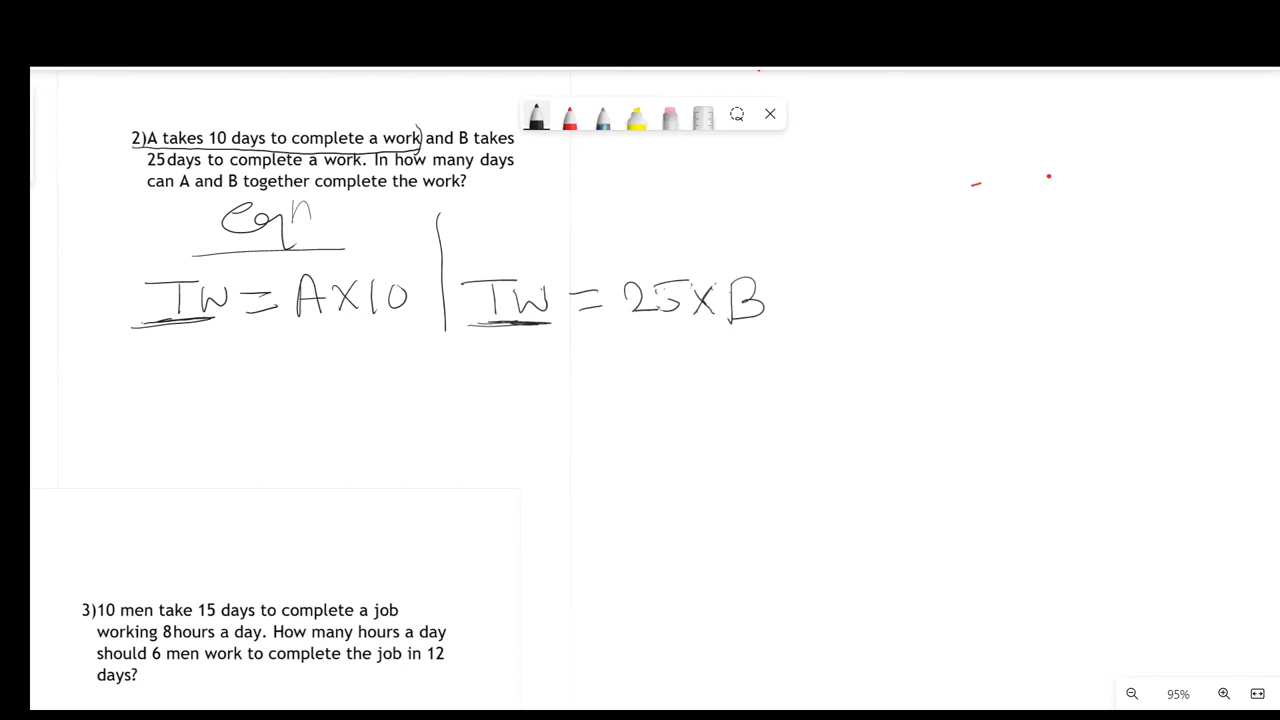 2)A takes 10 days to complete a work) and B takes
25days to complete a work. In how many days
can A and B together complete the work?
eqn
TW = A X 10 | TW = 25 X B
3)10 men take 15 days to complete a job
working 8hours a day. How many hours a day
should 6 men work to complete the job in 12
days?
95%